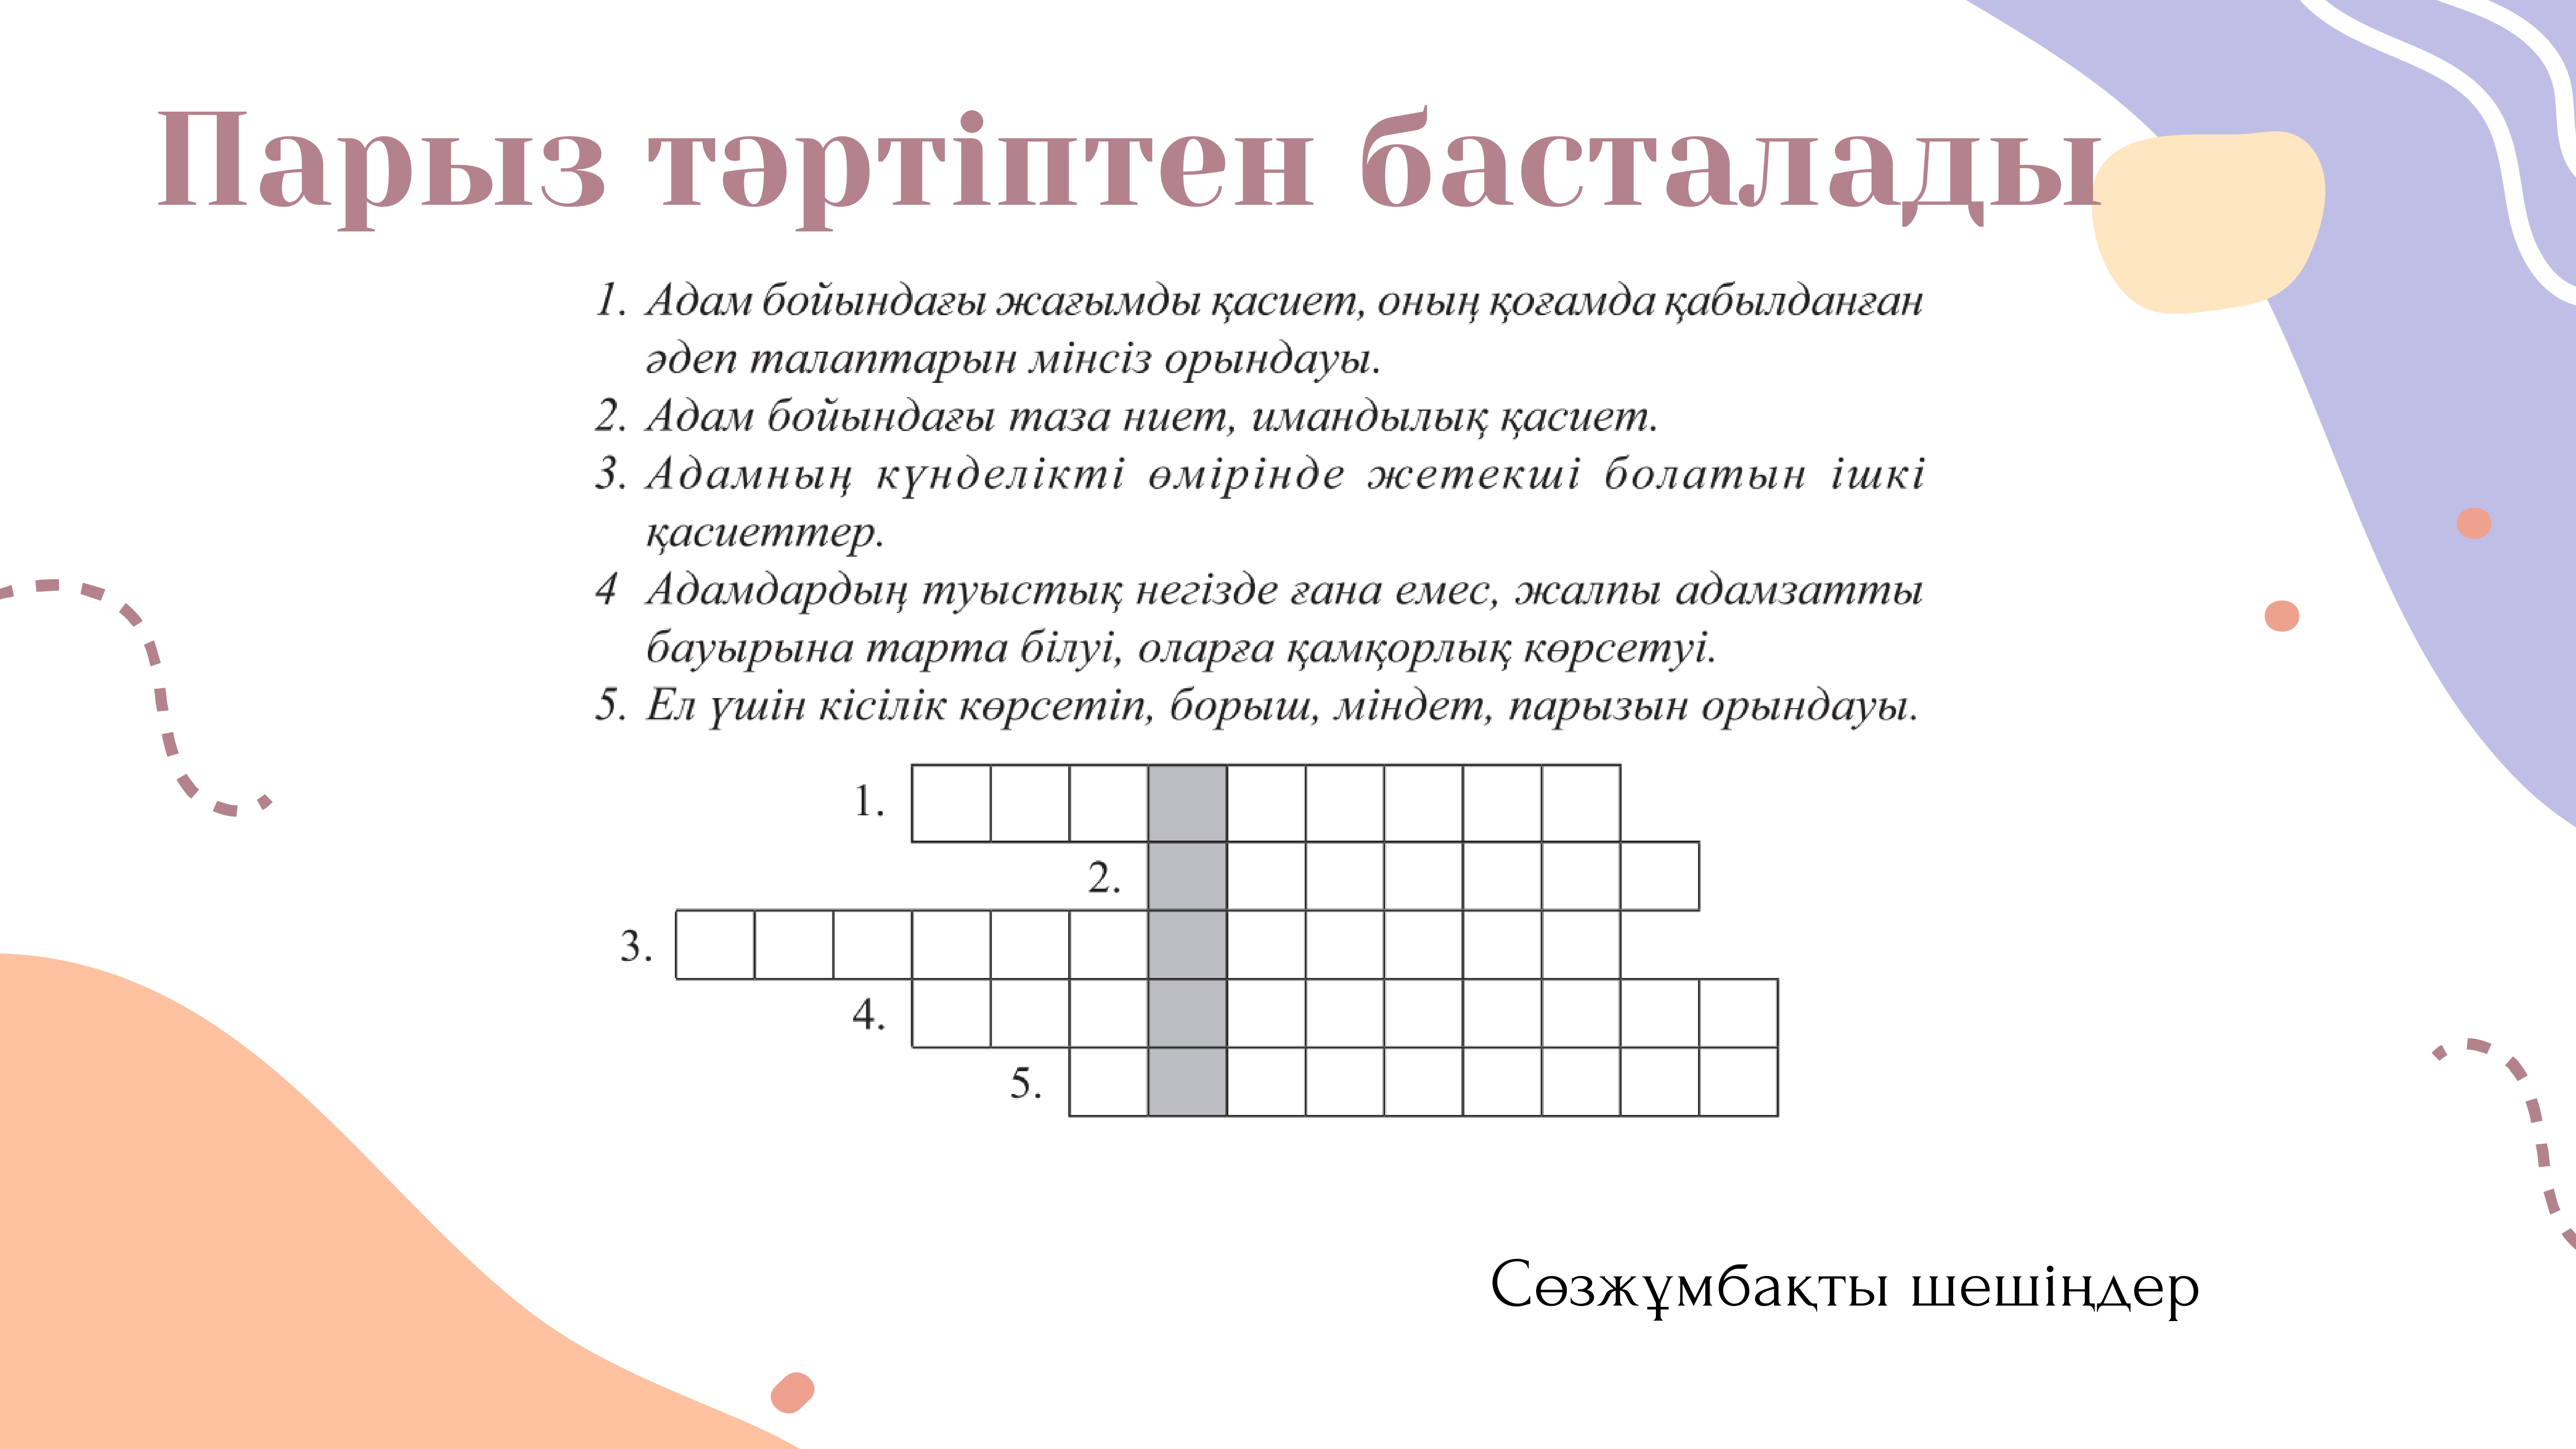 Парыз тәртіптен басталады
1. Адам бойындағы жағымды қасиет, оның қоғамда қабылданған
әдеп талаптарын мінсіз орындауы.
2. Адам бойындағы таза ниет, имандылық қасиет.
3. Адамның күнделікті өмірінде жетекші болатын ішкі
қасиеттер.
4 Адамдардың туыстық негізде ғана емес, жалпы адамзатты
бауырына тарта білуі, оларға қамқорлық көрсетуі.
5. Ел үшін кісілік көрсетіп, борыш, міндет, парызын орындауы.
1.
2.
3.
4.
5.
Сөзжұмбақты шешіңдер